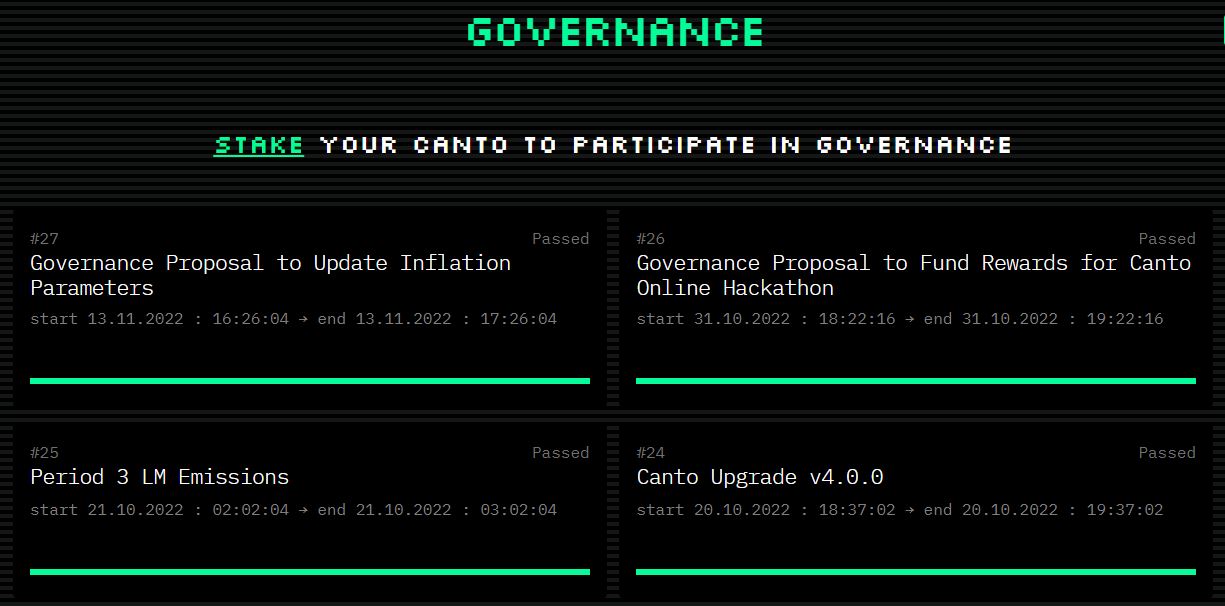 GOVERNANCE
STAKE YOUR CANTO TO PARTICIPATE IN GOVERNANCE
#27 Passed
Governance Proposal to Update Inflation
Parameters
start 13.11.2022 : 16:26:04 → end 13.11.2022 : 17:26:04
#26 Passed
Governance Proposal to Fund Rewards for Canto
Online Hackathon
start 31.10.2022 : 18:22:16 → end 31.10.2022 : 19:22:16
#25 Passed
Period 3 LM Emissions
start 21.10.2022 : 02:02:04 → end 21.10.2022 : 03:02:04
#24 Passed
Canto Upgrade v4.0.0
start 20.10.2022 : 18:37:02 → end 20.10.2022 : 19:37:02